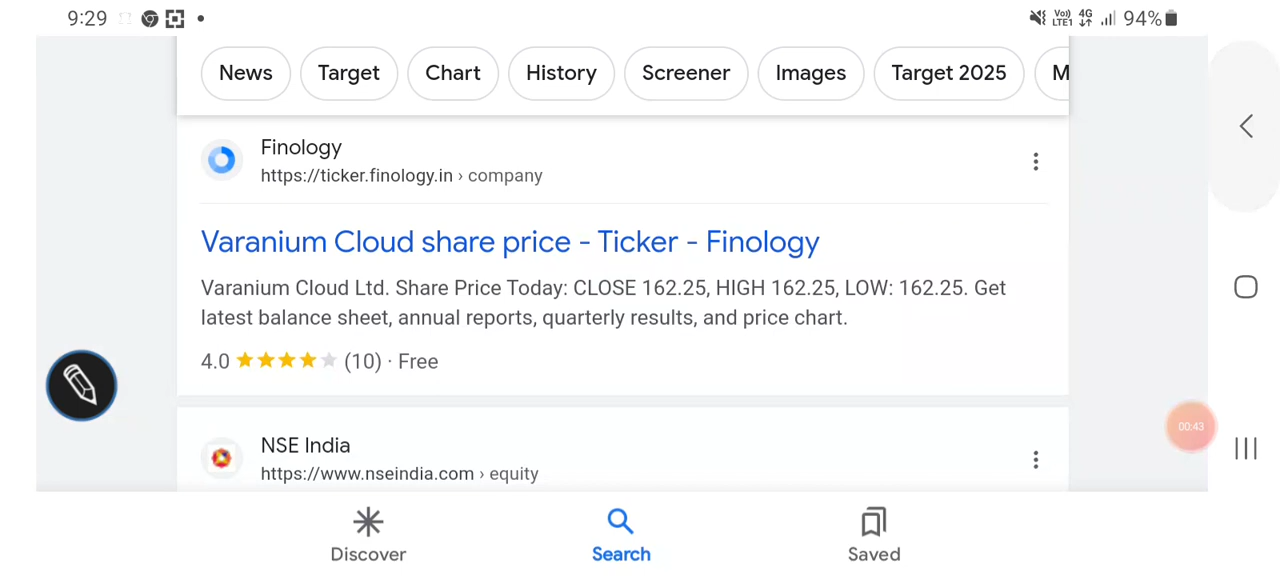 9:29
Vo)) LTE1 4G 94%
News Target Chart History Screener Images Target 2025 M
Finology
https://ticker.finology.in › company
Varanium Cloud share price - Ticker - Finology
Varanium Cloud Ltd. Share Price Today: CLOSE 162.25, HIGH 162.25, LOW: 162.25. Get
latest balance sheet, annual reports, quarterly results, and price chart.
4.0 (10) · Free
00:43
NSE India
https://www.nseindia.com › equity
Discover Search Saved